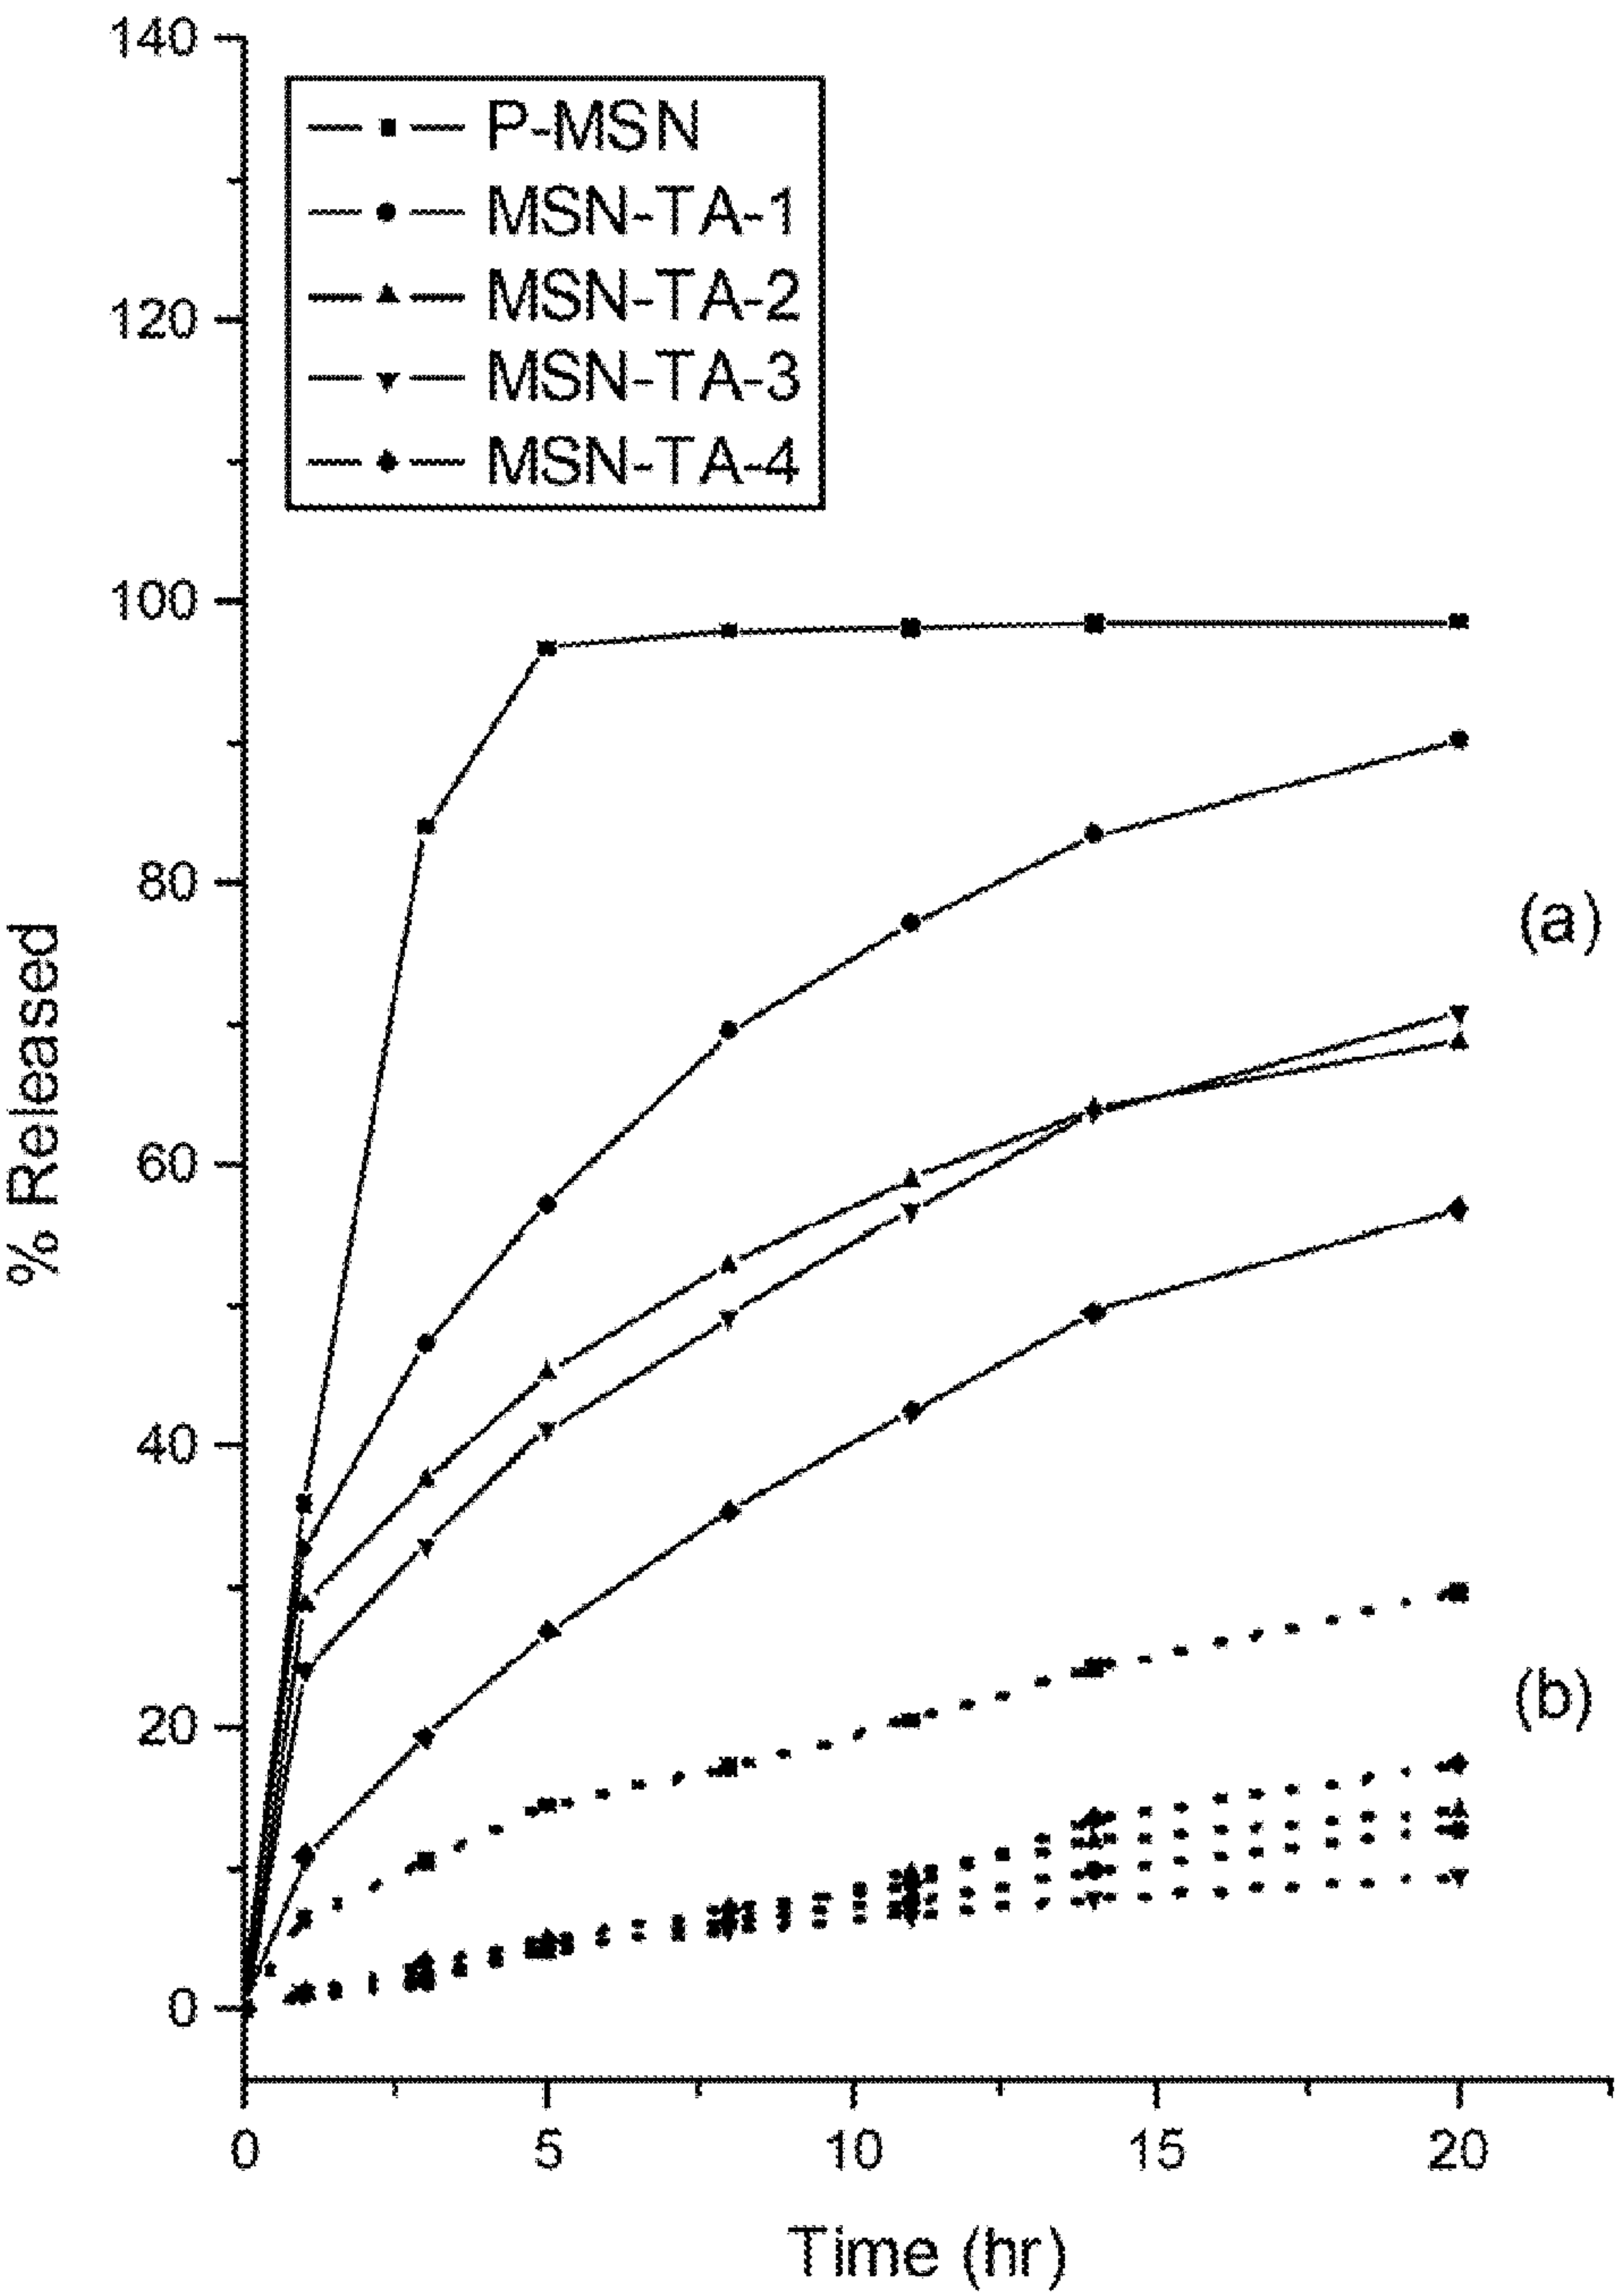 140
120
100
80
60
40
20
0
% Released
P-MSN
MSN-TA-1
MSN-TA-2
MSN-TA-3
MSN-TA-4
(a)
(b)
0 5 10 15 20
Time (hr)